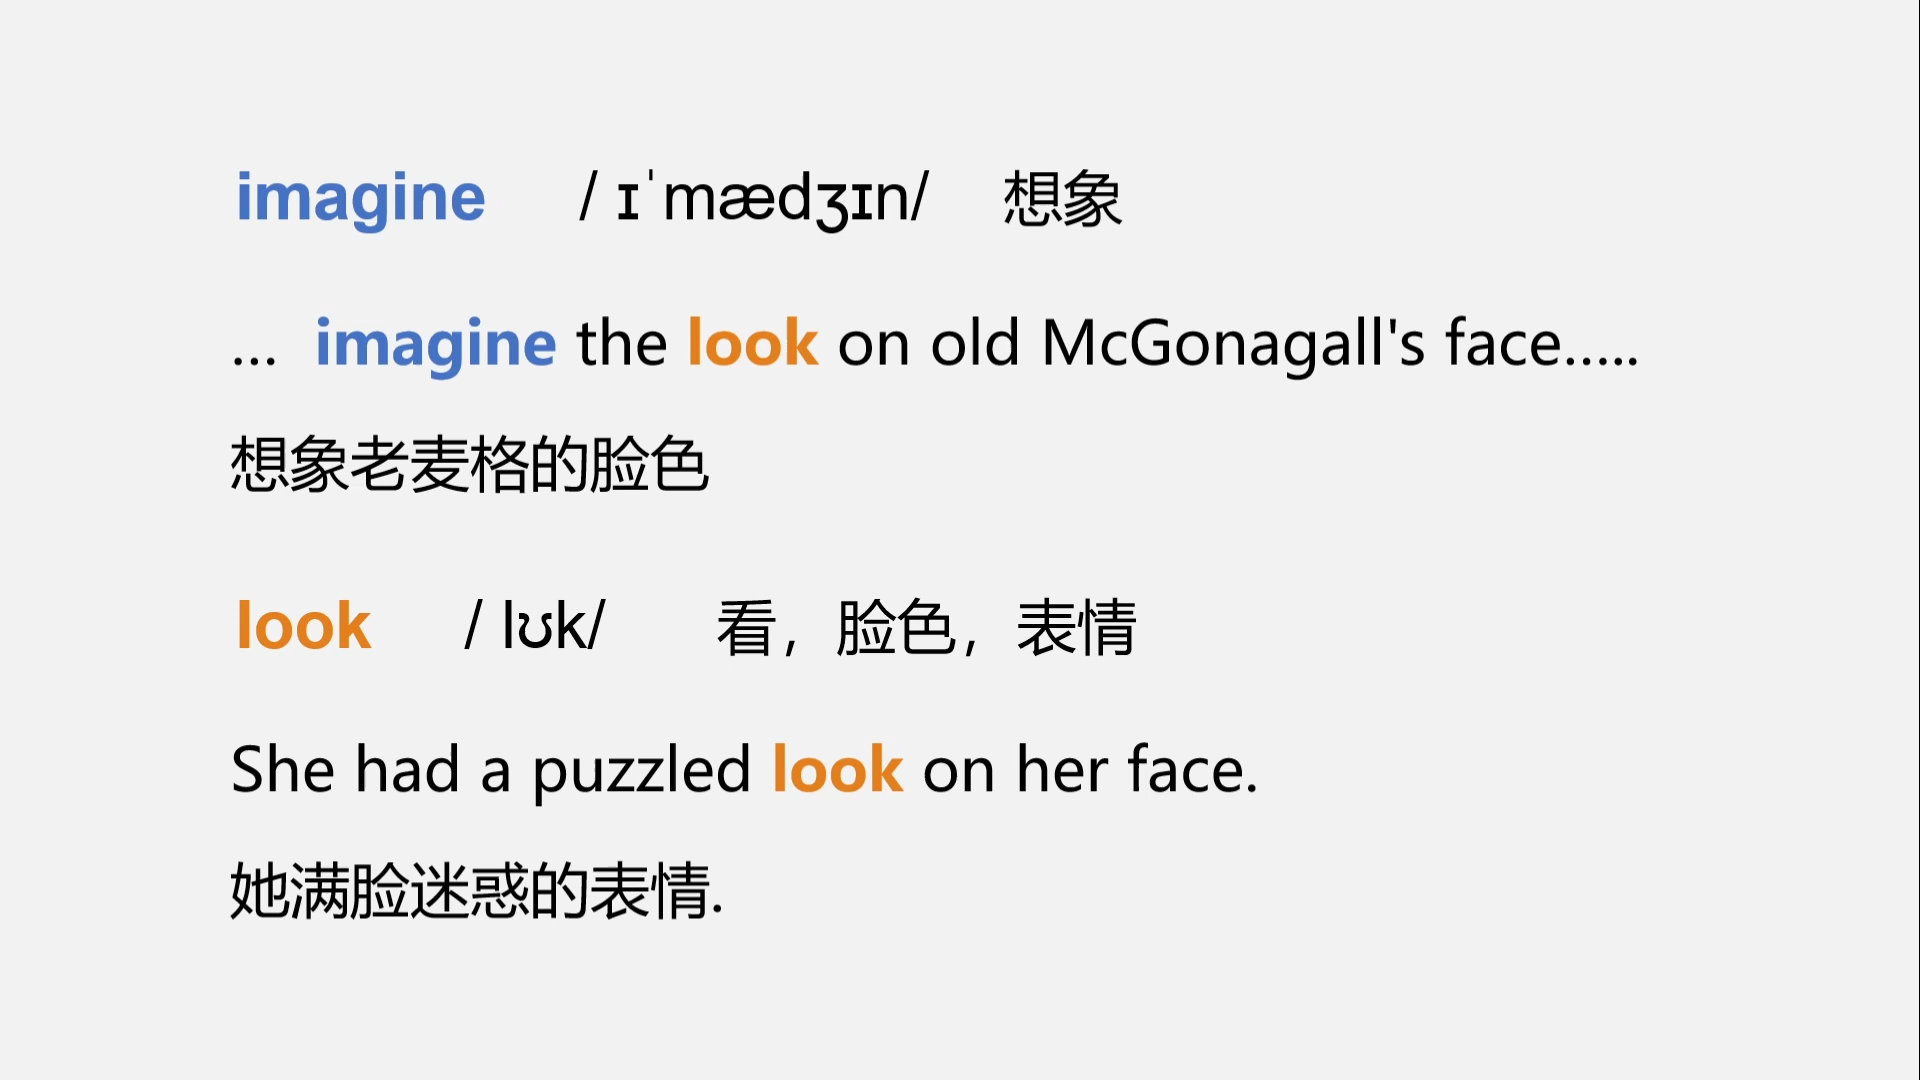 imagine / ɪˈmædʒɪn/ 想象
… imagine the look on old McGonagall's face…..
想象老麦格的脸色
look / lʊk/ 看，脸色，表情
She had a puzzled look on her face.
她满脸迷惑的表情.